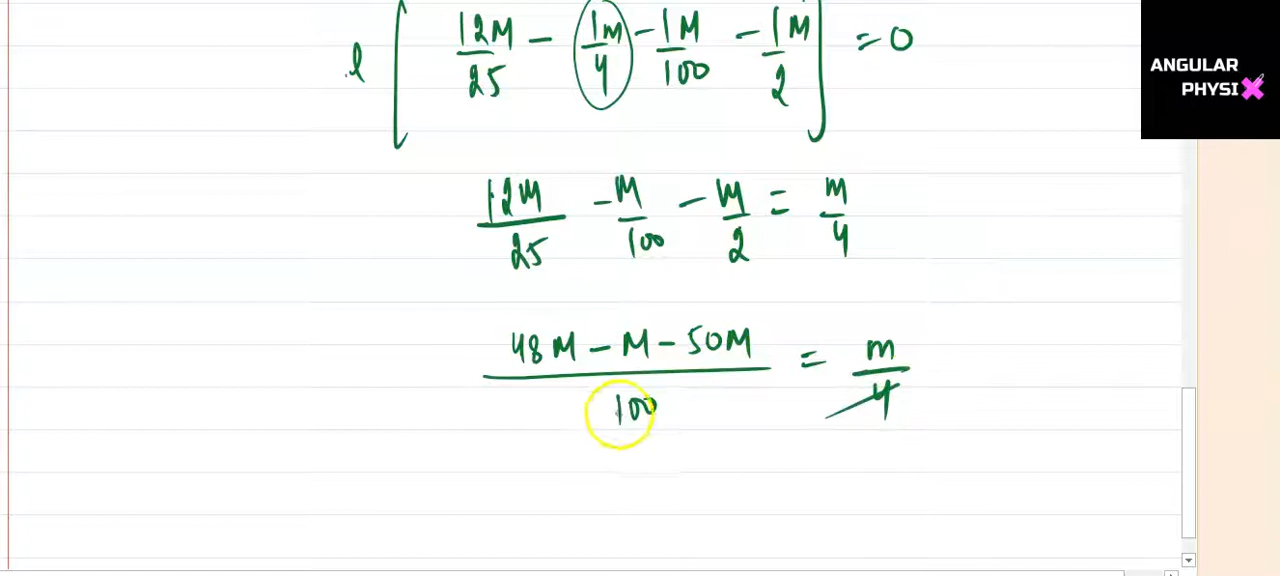 l [ 12M/25 - 1m/4 - 1M/100 - 1M/2 ] = 0
12M/25 - M/100 - M/2 = m/4
48M - M - 50M / 100 = m/4
ANGULAR
PHYSIX